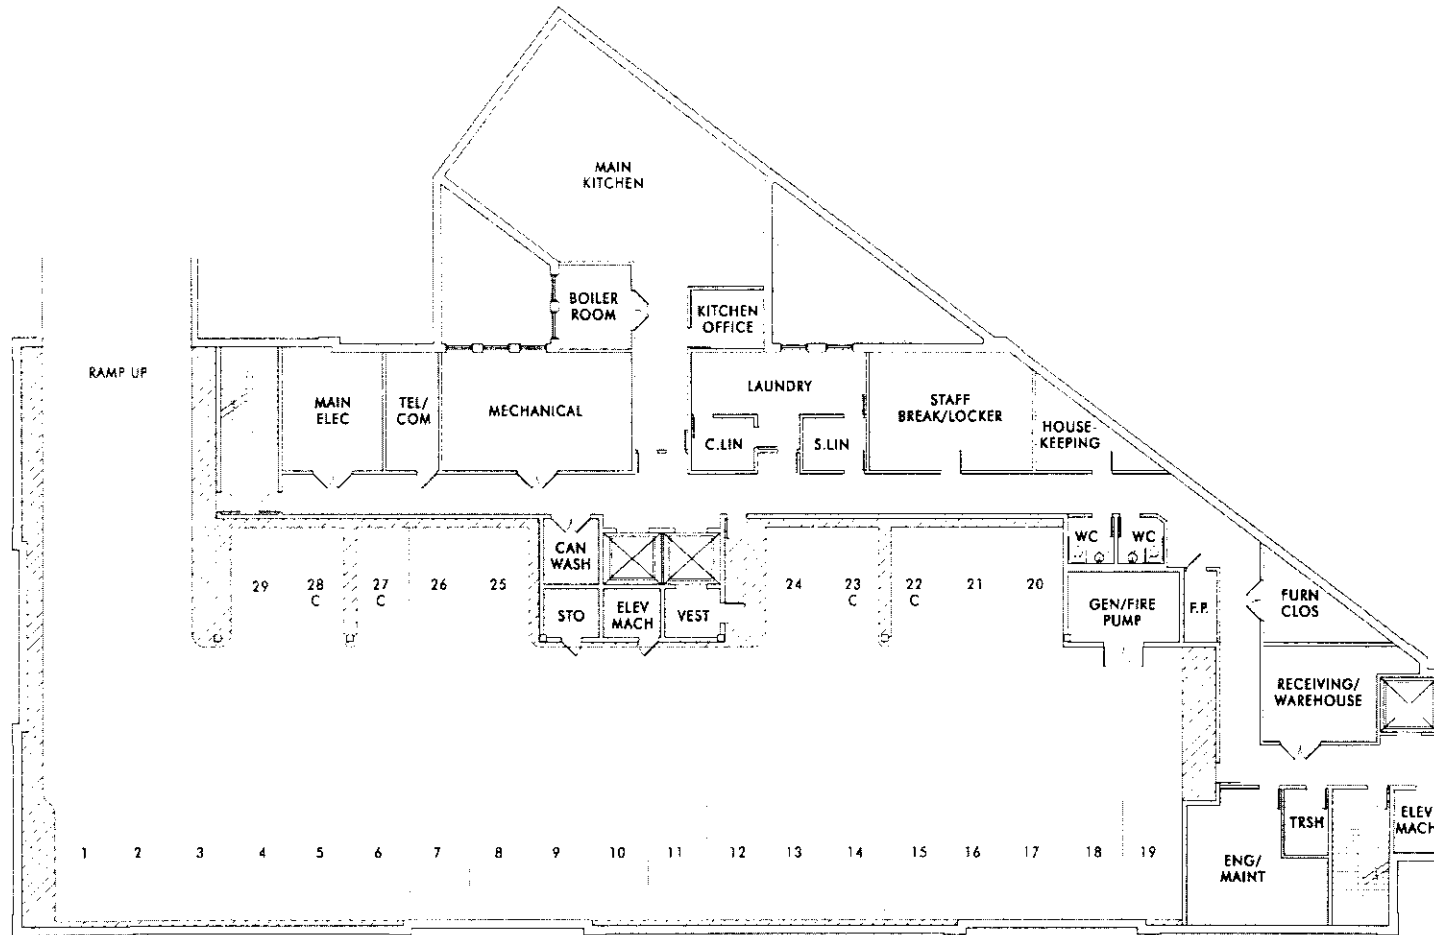 MAIN
KITCHEN
BOILER
ROOM
KITCHEN
OFFICE
RAMP UP
MAIN
ELEC
TEL/
COM
MECHANICAL
LAUNDRY
C.LIN
S.LIN
STAFF
BREAK/LOCKER
HOUSE-
KEEPING
CAN
WASH
WC
WC
29
28
C
27
C
26
25
STO
ELEV
MACH
VEST
24
23
C
22
C
21
20
GEN/FIRE
PUMP
F.P.
FURN
CLOS
RECEIVING/
WAREHOUSE
1
2
3
4
5
6
7
8
9
10
11
12
13
14
15
16
17
18
19
ENG/
MAINT
TRSH
ELEV
MACH